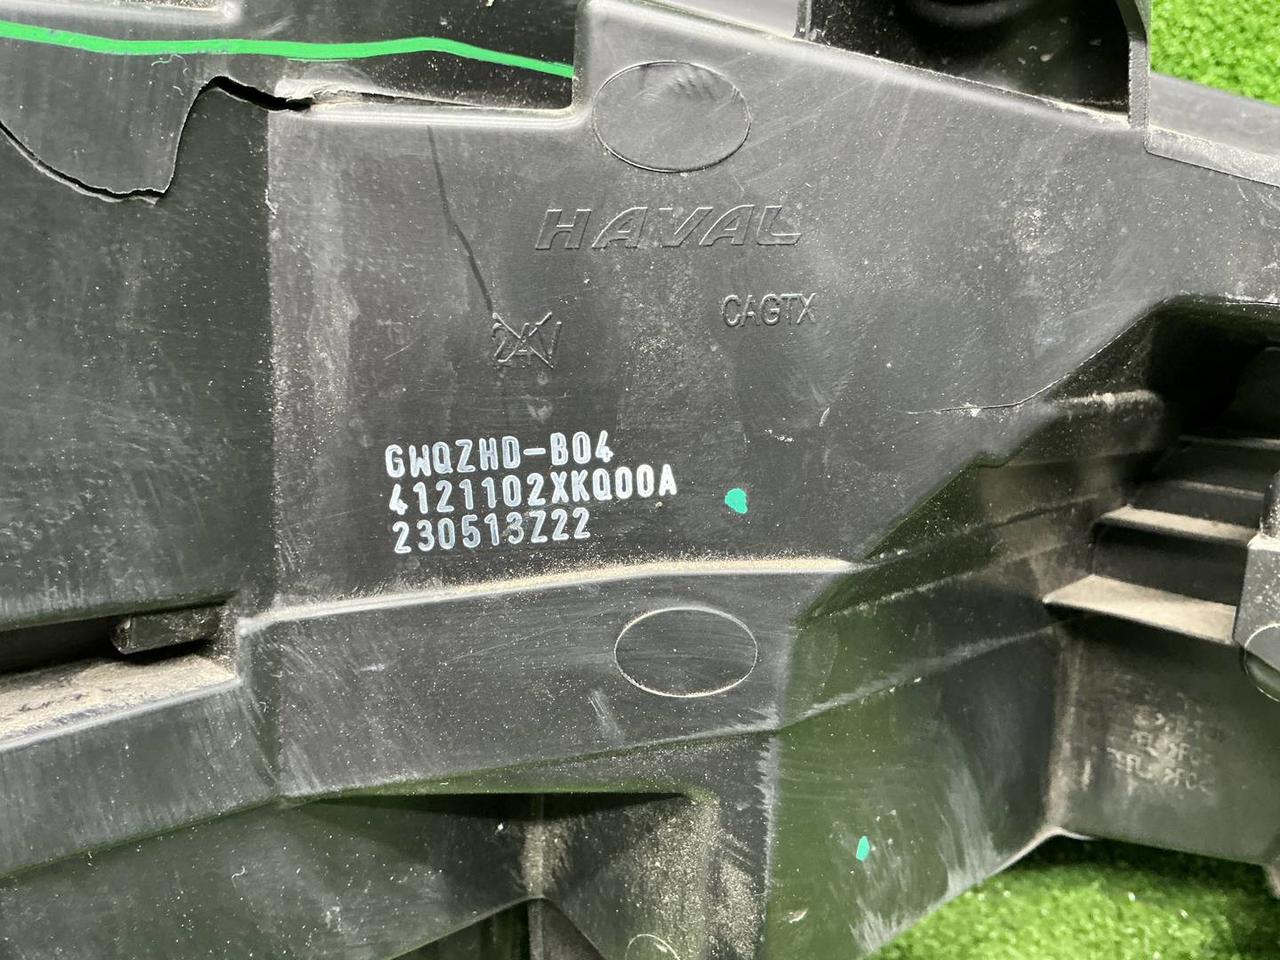 HAVAL
CAGTX
24V
GWQZHD-B04
4121102XKQ00A
230513Z22